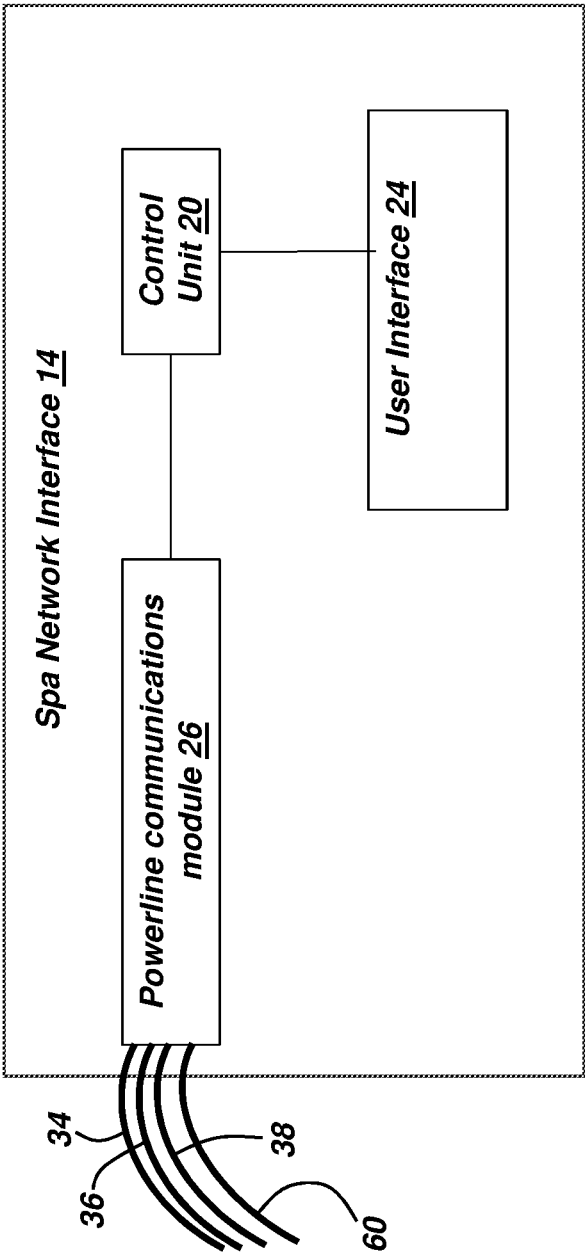 Spa Network Interface 14
Powerline communications
module 26
Control
Unit 20
User Interface 24
34
36
38
60